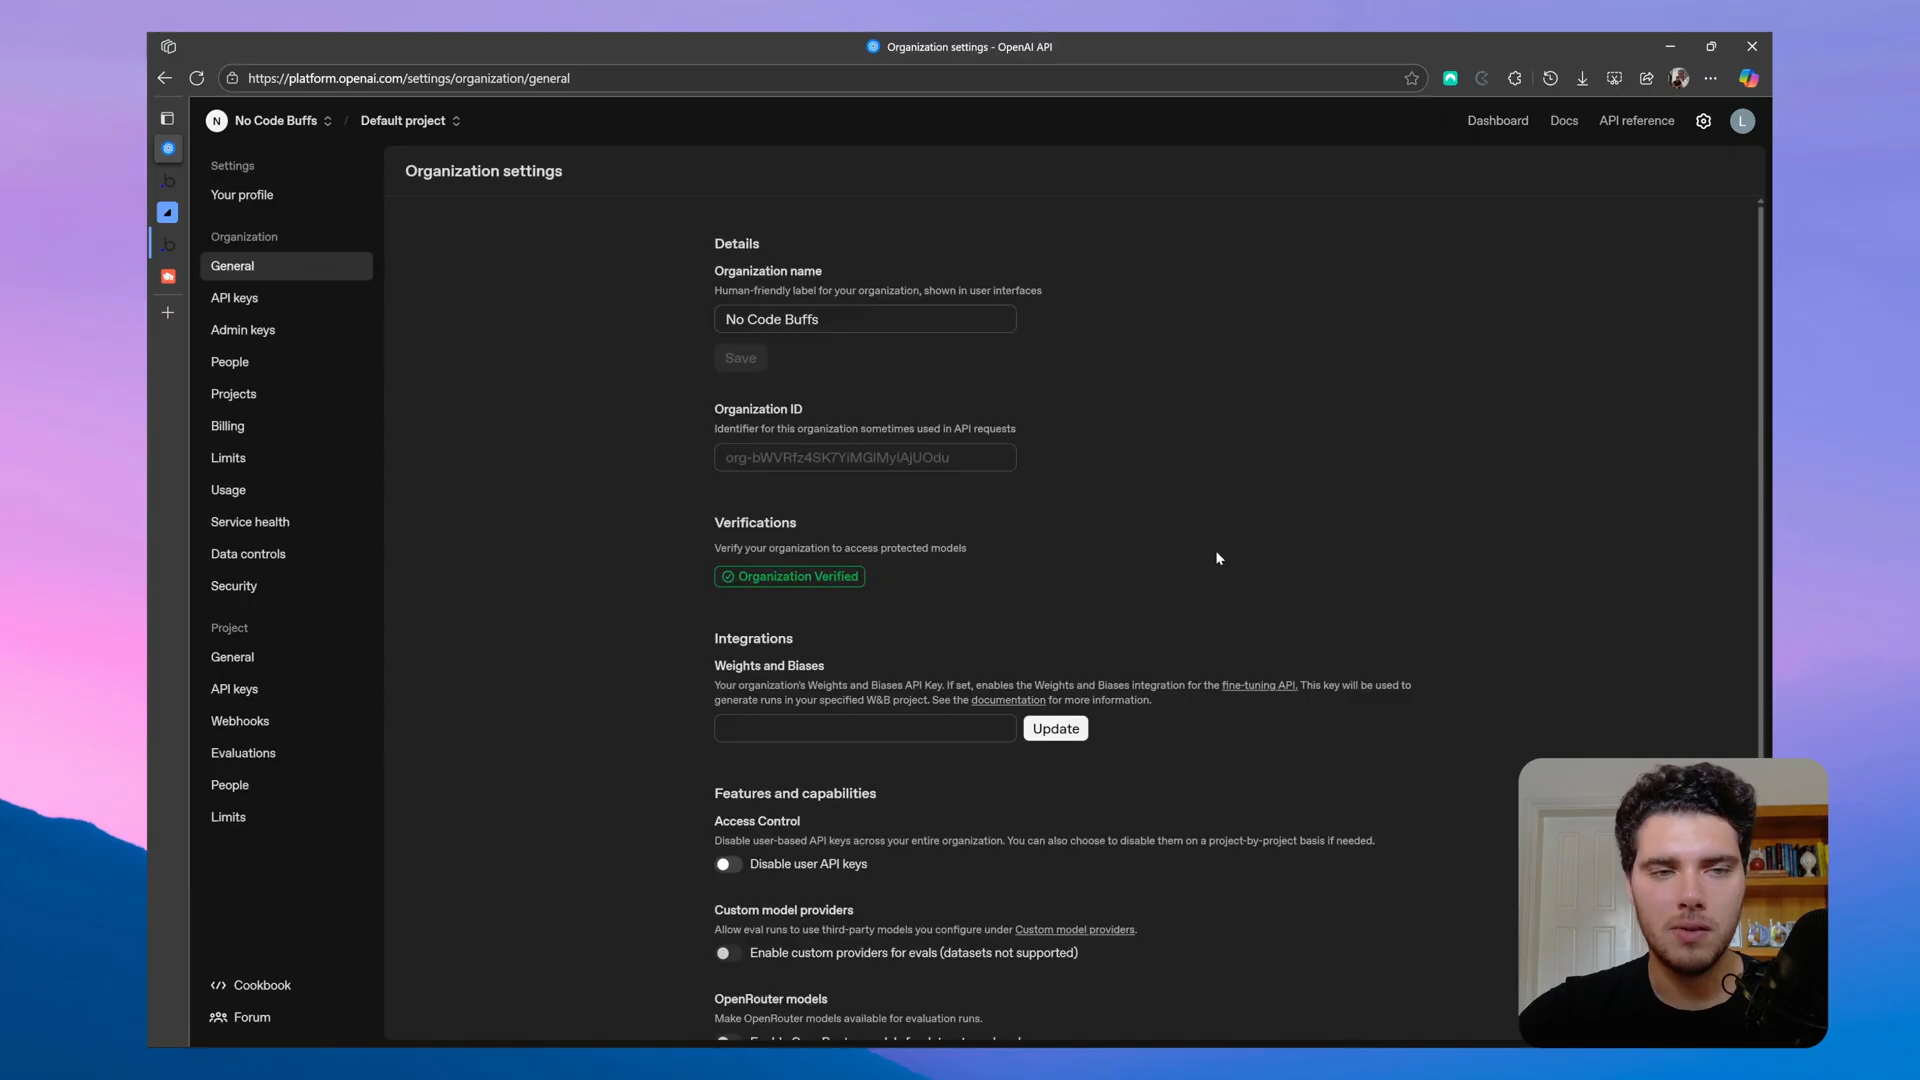 Organization settings - OpenAI API
https://platform.openai.com/settings/organization/general
N No Code Buffs / Default project
Dashboard Docs API reference L
Settings
Your profile
Organization
General
API keys
Admin keys
People
Projects
Billing
Limits
Usage
Service health
Data controls
Security
Project
General
API keys
Webhooks
Evaluations
People
Limits
Cookbook
Forum
Organization settings
Details
Organization name
Human-friendly label for your organization, shown in user interfaces
No Code Buffs
Save
Organization ID
Identifier for this organization sometimes used in API requests
Verifications
Verify your organization to access protected models
Organization Verified
Integrations
Weights and Biases
Your organization's Weights and Biases API Key. If set, enables the Weights and Biases integration for the fine-tuning API. This key will be used to
generate runs in your specified W&B project. See the documentation for more information.
Update
Features and capabilities
Access Control
Disable user-based API keys across your entire organization. You can also choose to disable them on a project-by-project basis if needed.
Disable user API keys
Custom model providers
Allow eval runs to use third-party models you configure under Custom model providers.
Enable custom providers for evals (datasets not supported)
OpenRouter models
Make OpenRouter models available for evaluation runs.